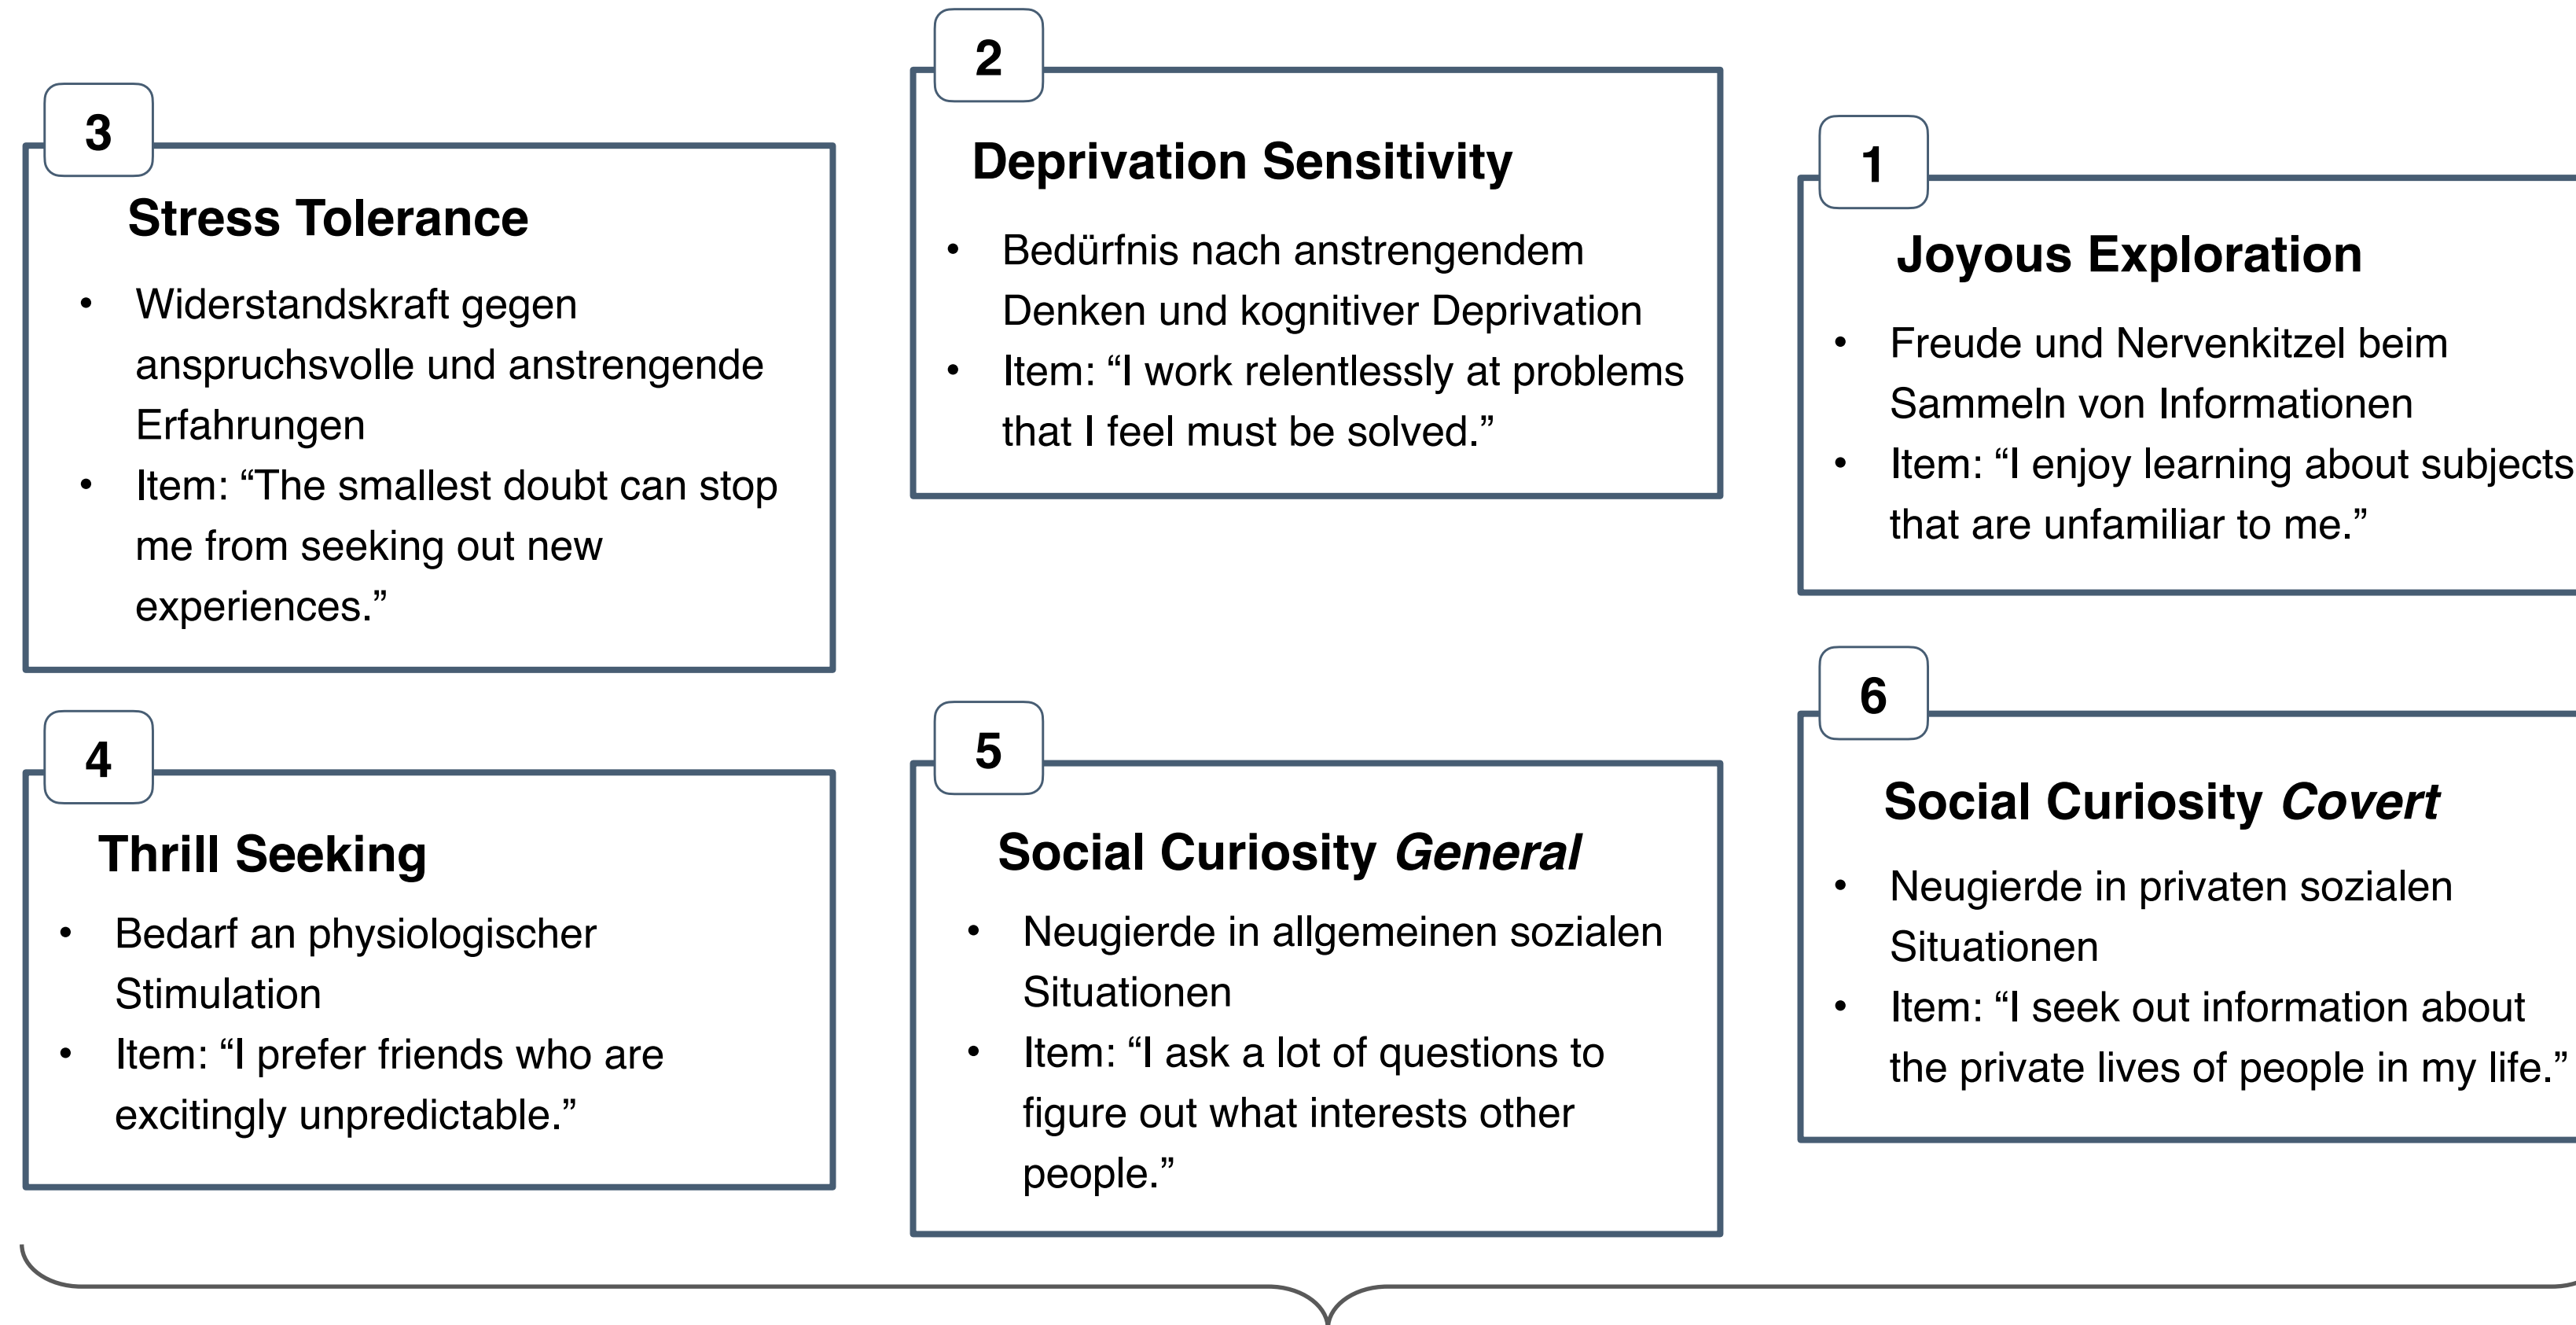 3
Stress Tolerance
• Widerstandskraft gegen
anspruchsvolle und anstrengende
Erfahrungen
• Item: “The smallest doubt can stop
me from seeking out new
experiences.”
2
Deprivation Sensitivity
• Bedürfnis nach anstrengendem
Denken und kognitiver Deprivation
• Item: “I work relentlessly at problems
that I feel must be solved.”
1
Joyous Exploration
• Freude und Nervenkitzel beim
Sammeln von Informationen
• Item: “I enjoy learning about subjects
that are unfamiliar to me.”
4
Thrill Seeking
• Bedarf an physiologischer
Stimulation
• Item: “I prefer friends who are
excitingly unpredictable.”
5
Social Curiosity General
• Neugierde in allgemeinen sozialen
Situationen
• Item: “I ask a lot of questions to
figure out what interests other
people.”
6
Social Curiosity Covert
• Neugierde in privaten sozialen
Situationen
• Item: “I seek out information about
the private lives of people in my life.”